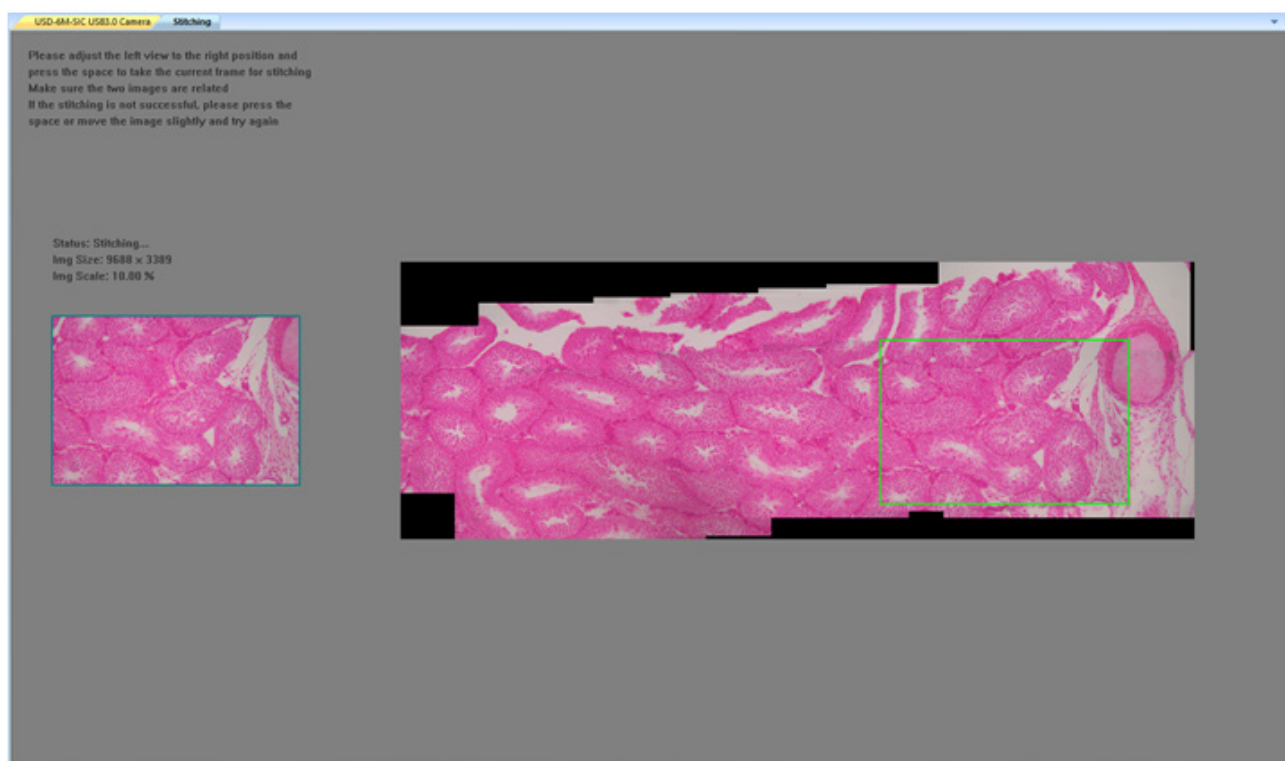 USD-6M-SIC USB3.0 Camera
Stitching
Please adjust the left view to the right position and
press the space to take the current frame for stitching
Make sure the two images are related
If the stitching is not successful, please press the
space or move the image slightly and try again
Status: Stitching...
Img Size: 9688 x 3389
Img Scale: 10.00 %